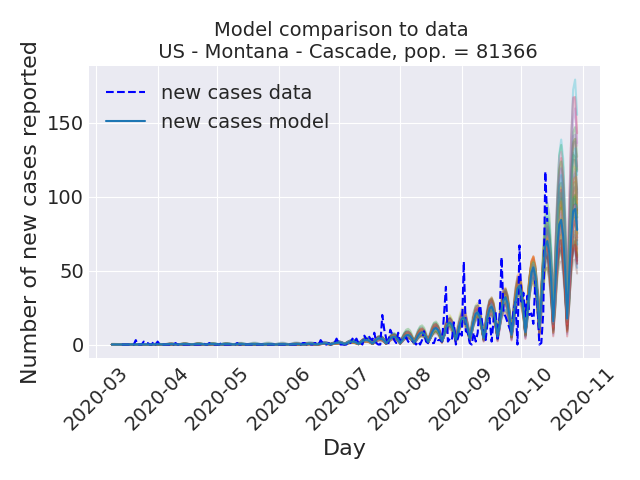 Model comparison to data
US - Montana - Cascade, pop. = 81366
Number of new cases reported
new cases data
new cases model
150
100
50
0
2020-03
2020-04
2020-05
2020-06
2020-07
2020-08
2020-09
2020-10
2020-11
Day